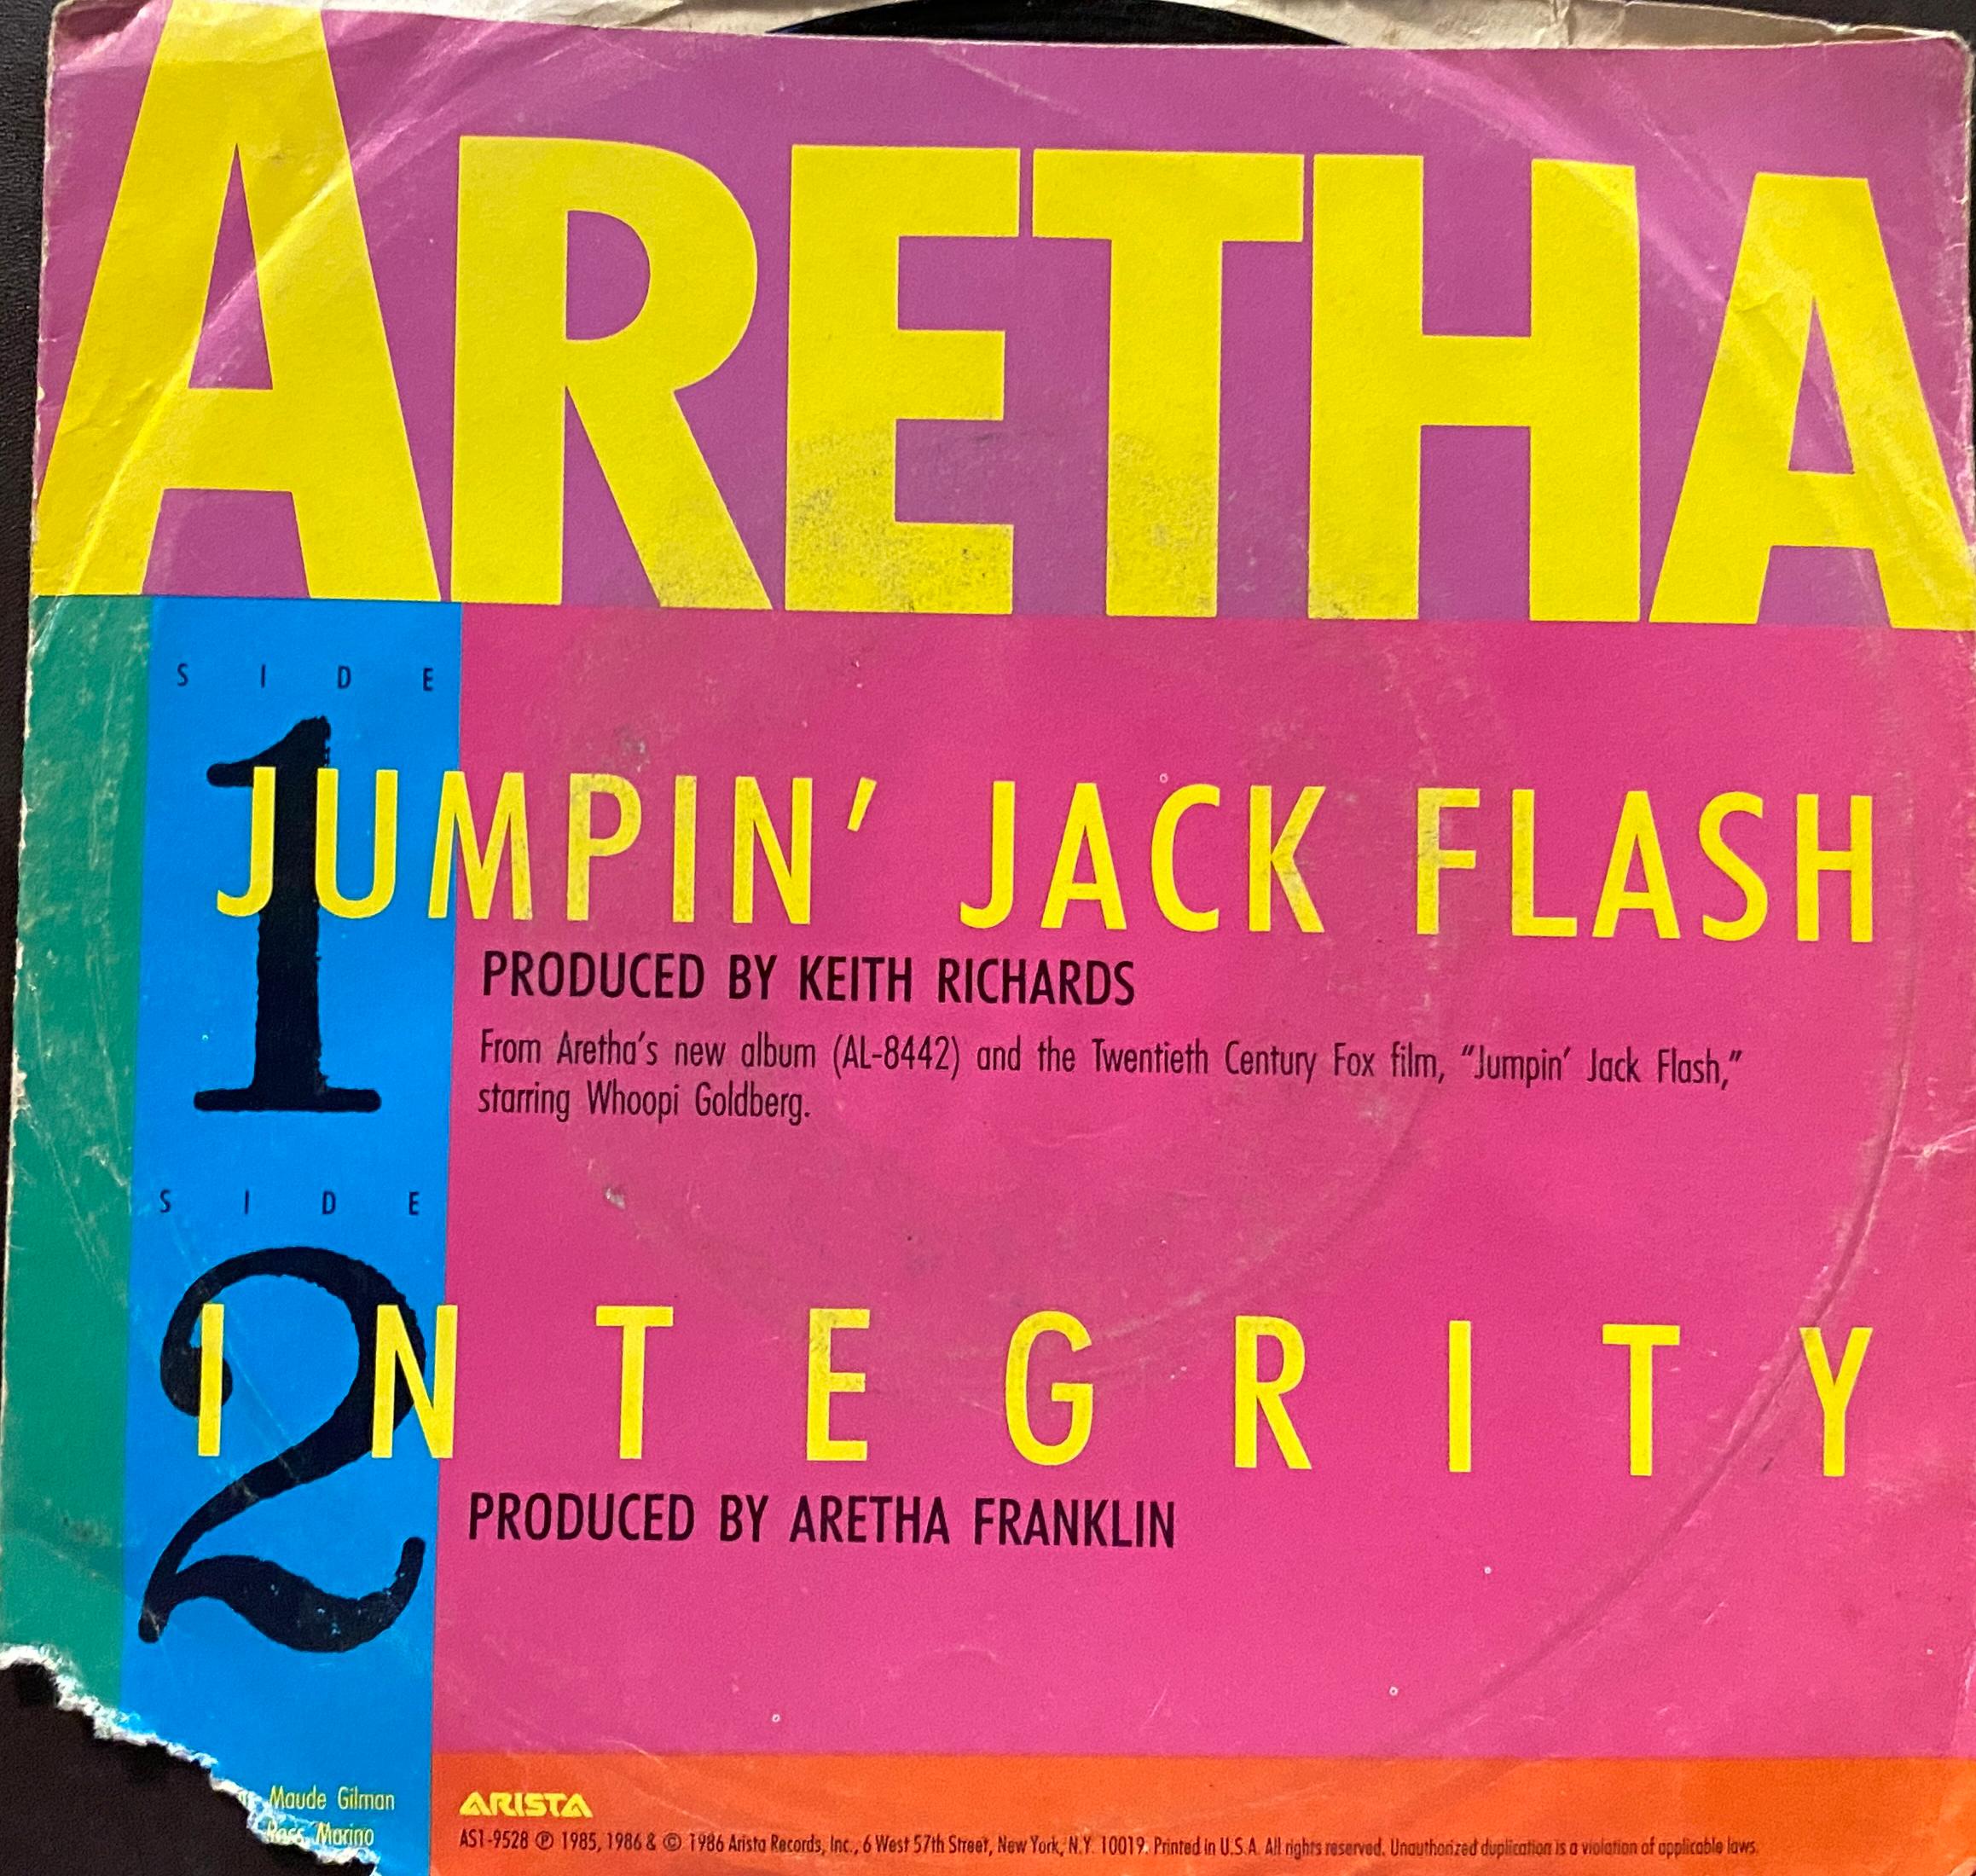 ARETHA
SIDE
1
JUMPIN' JACK FLASH
PRODUCED BY KEITH RICHARDS
From Aretha's new album (AL-8442) and the Twentieth Century Fox film, "Jumpin' Jack Flash,"
starring Whoopi Goldberg.
SIDE
2
INTEGRITY
PRODUCED BY ARETHA FRANKLIN
Maude Gilman
Ross Marino
ARISTA
AS1-9528 Ⓟ 1985, 1986 & © 1986 Arista Records, Inc., 6 West 57th Street, New York, N.Y. 10019. Printed in U.S.A. All rights reserved. Unauthorized duplication is a violation of applicable laws.